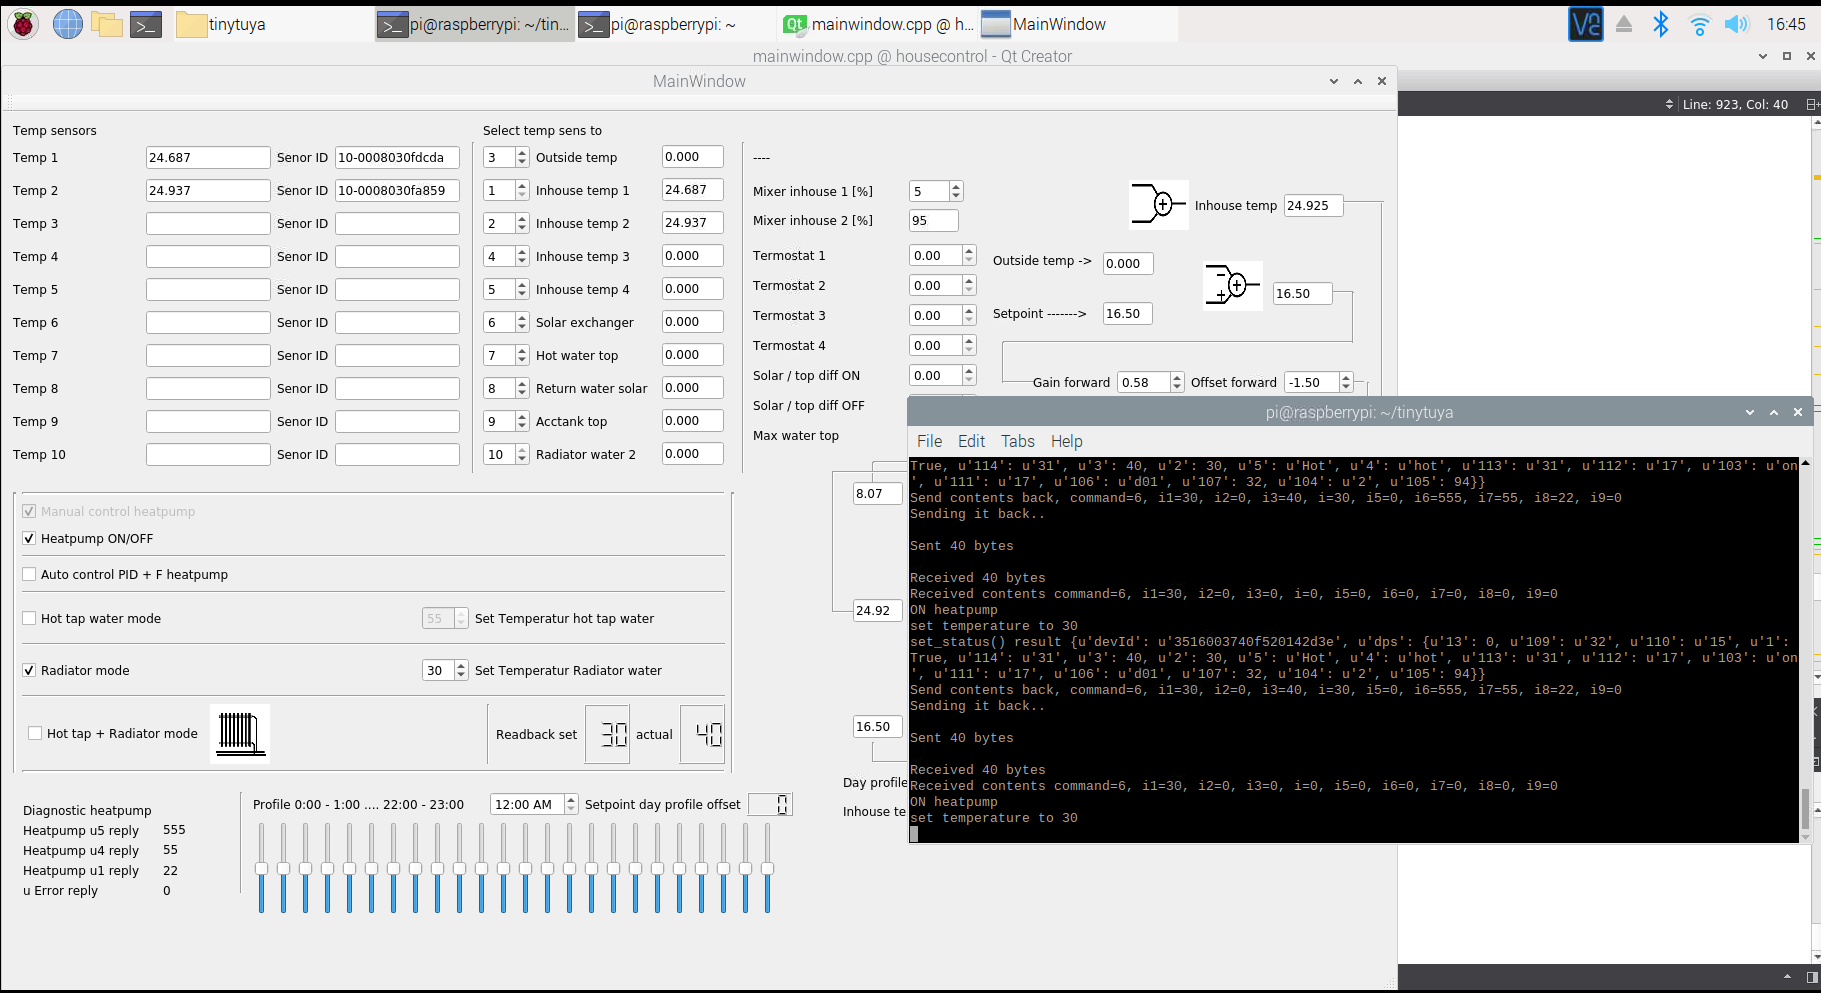 tinytuya
pi@raspberrypi: ~/tin...
pi@raspberrypi: ~
mainwindow.cpp @ h...
MainWindow
16:45
mainwindow.cpp @ housecontrol - Qt Creator
MainWindow
Line: 923, Col: 40
Temp sensors
Select temp sens to
Temp 1 24.687 Senor ID 10-0008030fdcda 3 Outside temp 0.000 ----
Temp 2 24.937 Senor ID 10-0008030fa859 1 Inhouse temp 1 24.687 Mixer inhouse 1 [%] 5
Inhouse temp 24.925
Temp 3 Senor ID 2 Inhouse temp 2 24.937 Mixer inhouse 2 [%] 95
Temp 4 Senor ID 4 Inhouse temp 3 0.000 Termostat 1 0.00 Outside temp -> 0.000
Temp 5 Senor ID 5 Inhouse temp 4 0.000 Termostat 2 0.00 16.50
Temp 6 Senor ID 6 Solar exchanger 0.000 Termostat 3 0.00 Setpoint -------> 16.50
Temp 7 Senor ID 7 Hot water top 0.000 Termostat 4 0.00
Temp 8 Senor ID 8 Return water solar 0.000 Solar / top diff ON 0.00 Gain forward 0.58 Offset forward -1.50
Temp 9 Senor ID 9 Acctank top 0.000 Solar / top diff OFF
Temp 10 Senor ID 10 Radiator water 2 0.000 Max water top
8.07
24.92
16.50
Day profile
Inhouse te
Manual control heatpump
Heatpump ON/OFF
Auto control PID + F heatpump
Hot tap water mode 55 Set Temperatur hot tap water
Radiator mode 30 Set Temperatur Radiator water
Hot tap + Radiator mode Readback set 30 actual 40
Diagnostic heatpump
Heatpump u5 reply 555
Heatpump u4 reply 55
Heatpump u1 reply 22
u Error reply 0
Profile 0:00 - 1:00 .... 22:00 - 23:00 12:00 AM Setpoint day profile offset 0
pi@raspberrypi: ~/tinytuya
File Edit Tabs Help
True, u'114': u'31', u'3': 40, u'2': 30, u'5': u'Hot', u'4': u'hot', u'113': u'31', u'112': u'17', u'103': u'on
', u'111': u'17', u'106': u'd01', u'107': 32, u'104': u'2', u'105': 94}}
Send contents back, command=6, i1=30, i2=0, i3=40, i=30, i5=0, i6=555, i7=55, i8=22, i9=0
Sending it back..
Sent 40 bytes
Received 40 bytes
Received contents command=6, i1=30, i2=0, i3=0, i=0, i5=0, i6=0, i7=0, i8=0, i9=0
ON heatpump
set temperature to 30
set_status() result {u'devId': u'3516003740f520142d3e', u'dps': {u'13': 0, u'109': u'32', u'110': u'15', u'1':
True, u'114': u'31', u'3': 40, u'2': 30, u'5': u'Hot', u'4': u'hot', u'113': u'31', u'112': u'17', u'103': u'on
', u'111': u'17', u'106': u'd01', u'107': 32, u'104': u'2', u'105': 94}}
Send contents back, command=6, i1=30, i2=0, i3=40, i=30, i5=0, i6=555, i7=55, i8=22, i9=0
Sending it back..
Sent 40 bytes
Received 40 bytes
Received contents command=6, i1=30, i2=0, i3=0, i=0, i5=0, i6=0, i7=0, i8=0, i9=0
ON heatpump
set temperature to 30